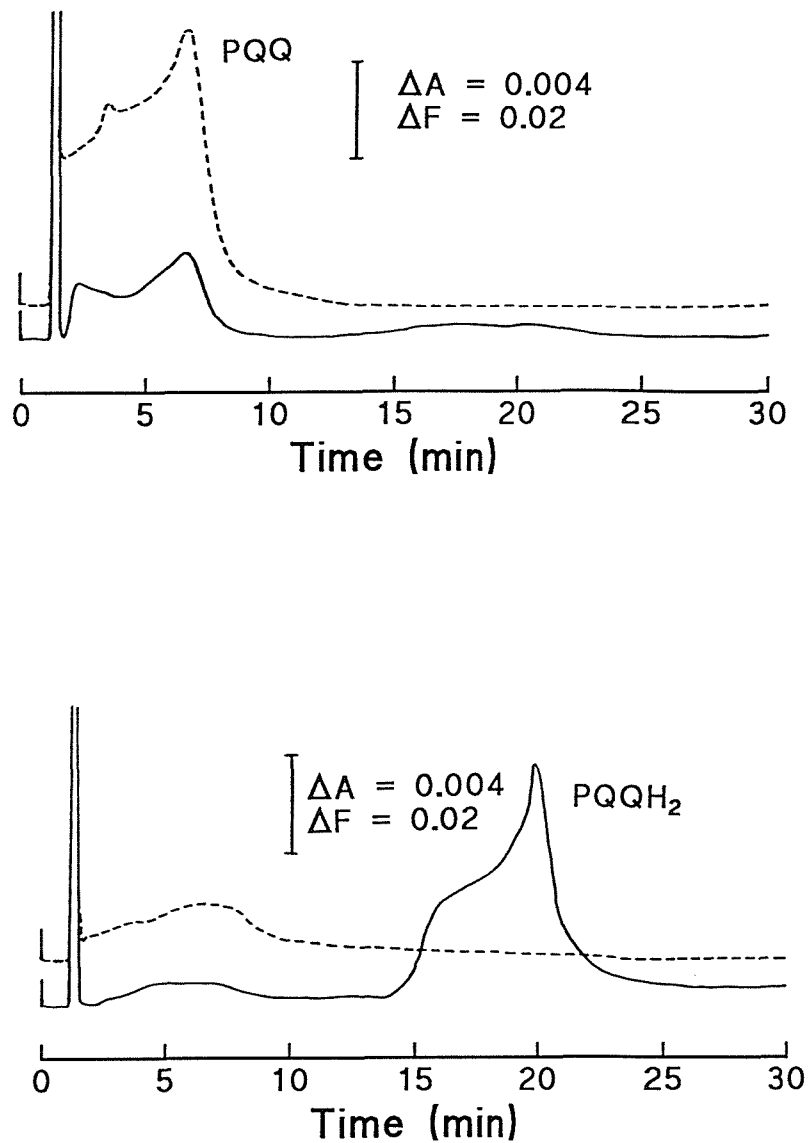 PQQ
ΔA = 0.004
ΔF = 0.02
0 5 10 15 20 25 30
Time (min)
ΔA = 0.004
ΔF = 0.02
PQQH₂
0 5 10 15 20 25 30
Time (min)